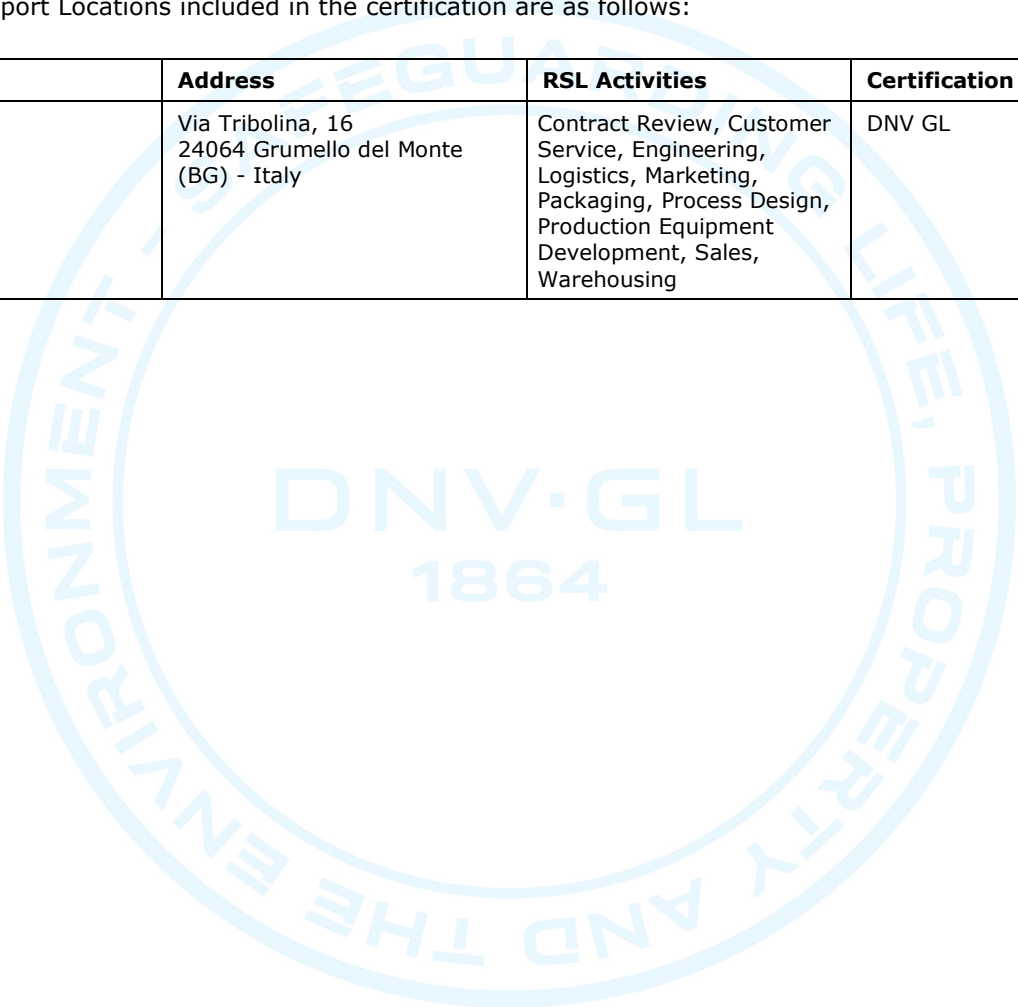 port Locations included in the certification are as follows:
Address RSL Activities Certification
Via Tribolina, 16
24064 Grumello del Monte
(BG) - Italy
Contract Review, Customer
Service, Engineering,
Logistics, Marketing,
Packaging, Process Design,
Production Equipment
Development, Sales,
Warehousing
DNV GL
SAFEGUARDING LIFE, PROPERTY AND THE ENVIRONMENT -
DNV·GL
1864